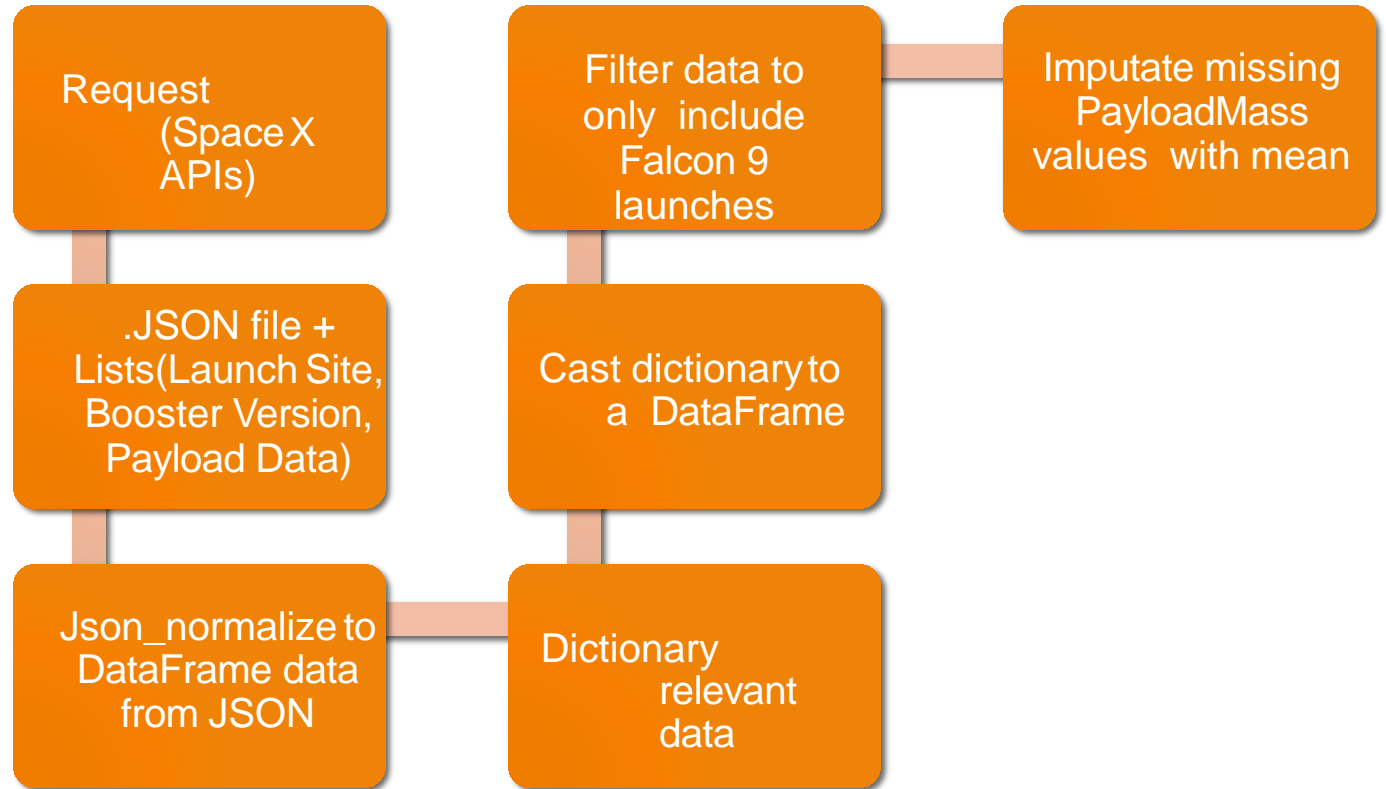 Request
(Space X
APIs)
.JSON file +
Lists(Launch Site,
Booster Version,
Payload Data)
Json_normalize to
DataFrame data
from JSON
Dictionary
relevant
data
Cast dictionary to
a DataFrame
Filter data to
only include
Falcon 9
launches
Imputate missing
PayloadMass
values with mean